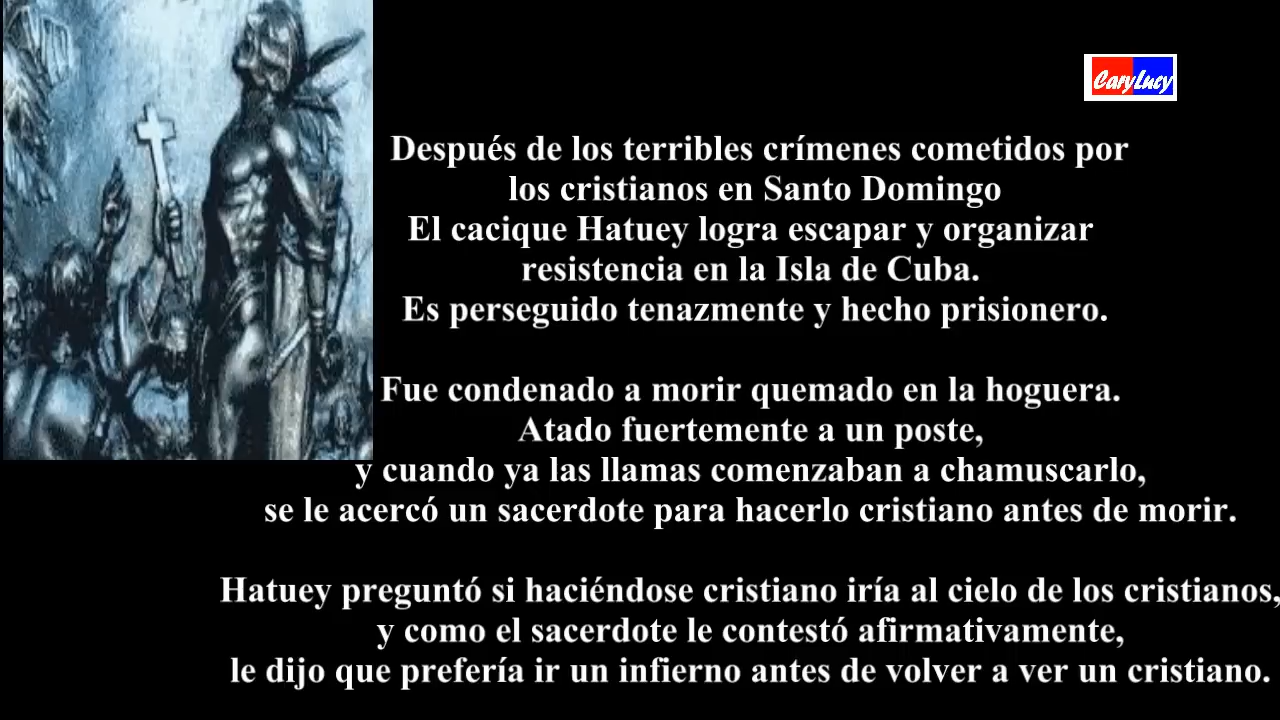 CaryLucy
Después de los terribles crímenes cometidos por
los cristianos en Santo Domingo
El cacique Hatuey logra escapar y organizar
resistencia en la Isla de Cuba.
Es perseguido tenazmente y hecho prisionero.
Fue condenado a morir quemado en la hoguera.
Atado fuertemente a un poste,
y cuando ya las llamas comenzaban a chamuscarlo,
se le acercó un sacerdote para hacerlo cristiano antes de morir.
Hatuey preguntó si haciéndose cristiano iría al cielo de los cristianos,
y como el sacerdote le contestó afirmativamente,
le dijo que prefería ir un infierno antes de volver a ver un cristiano.